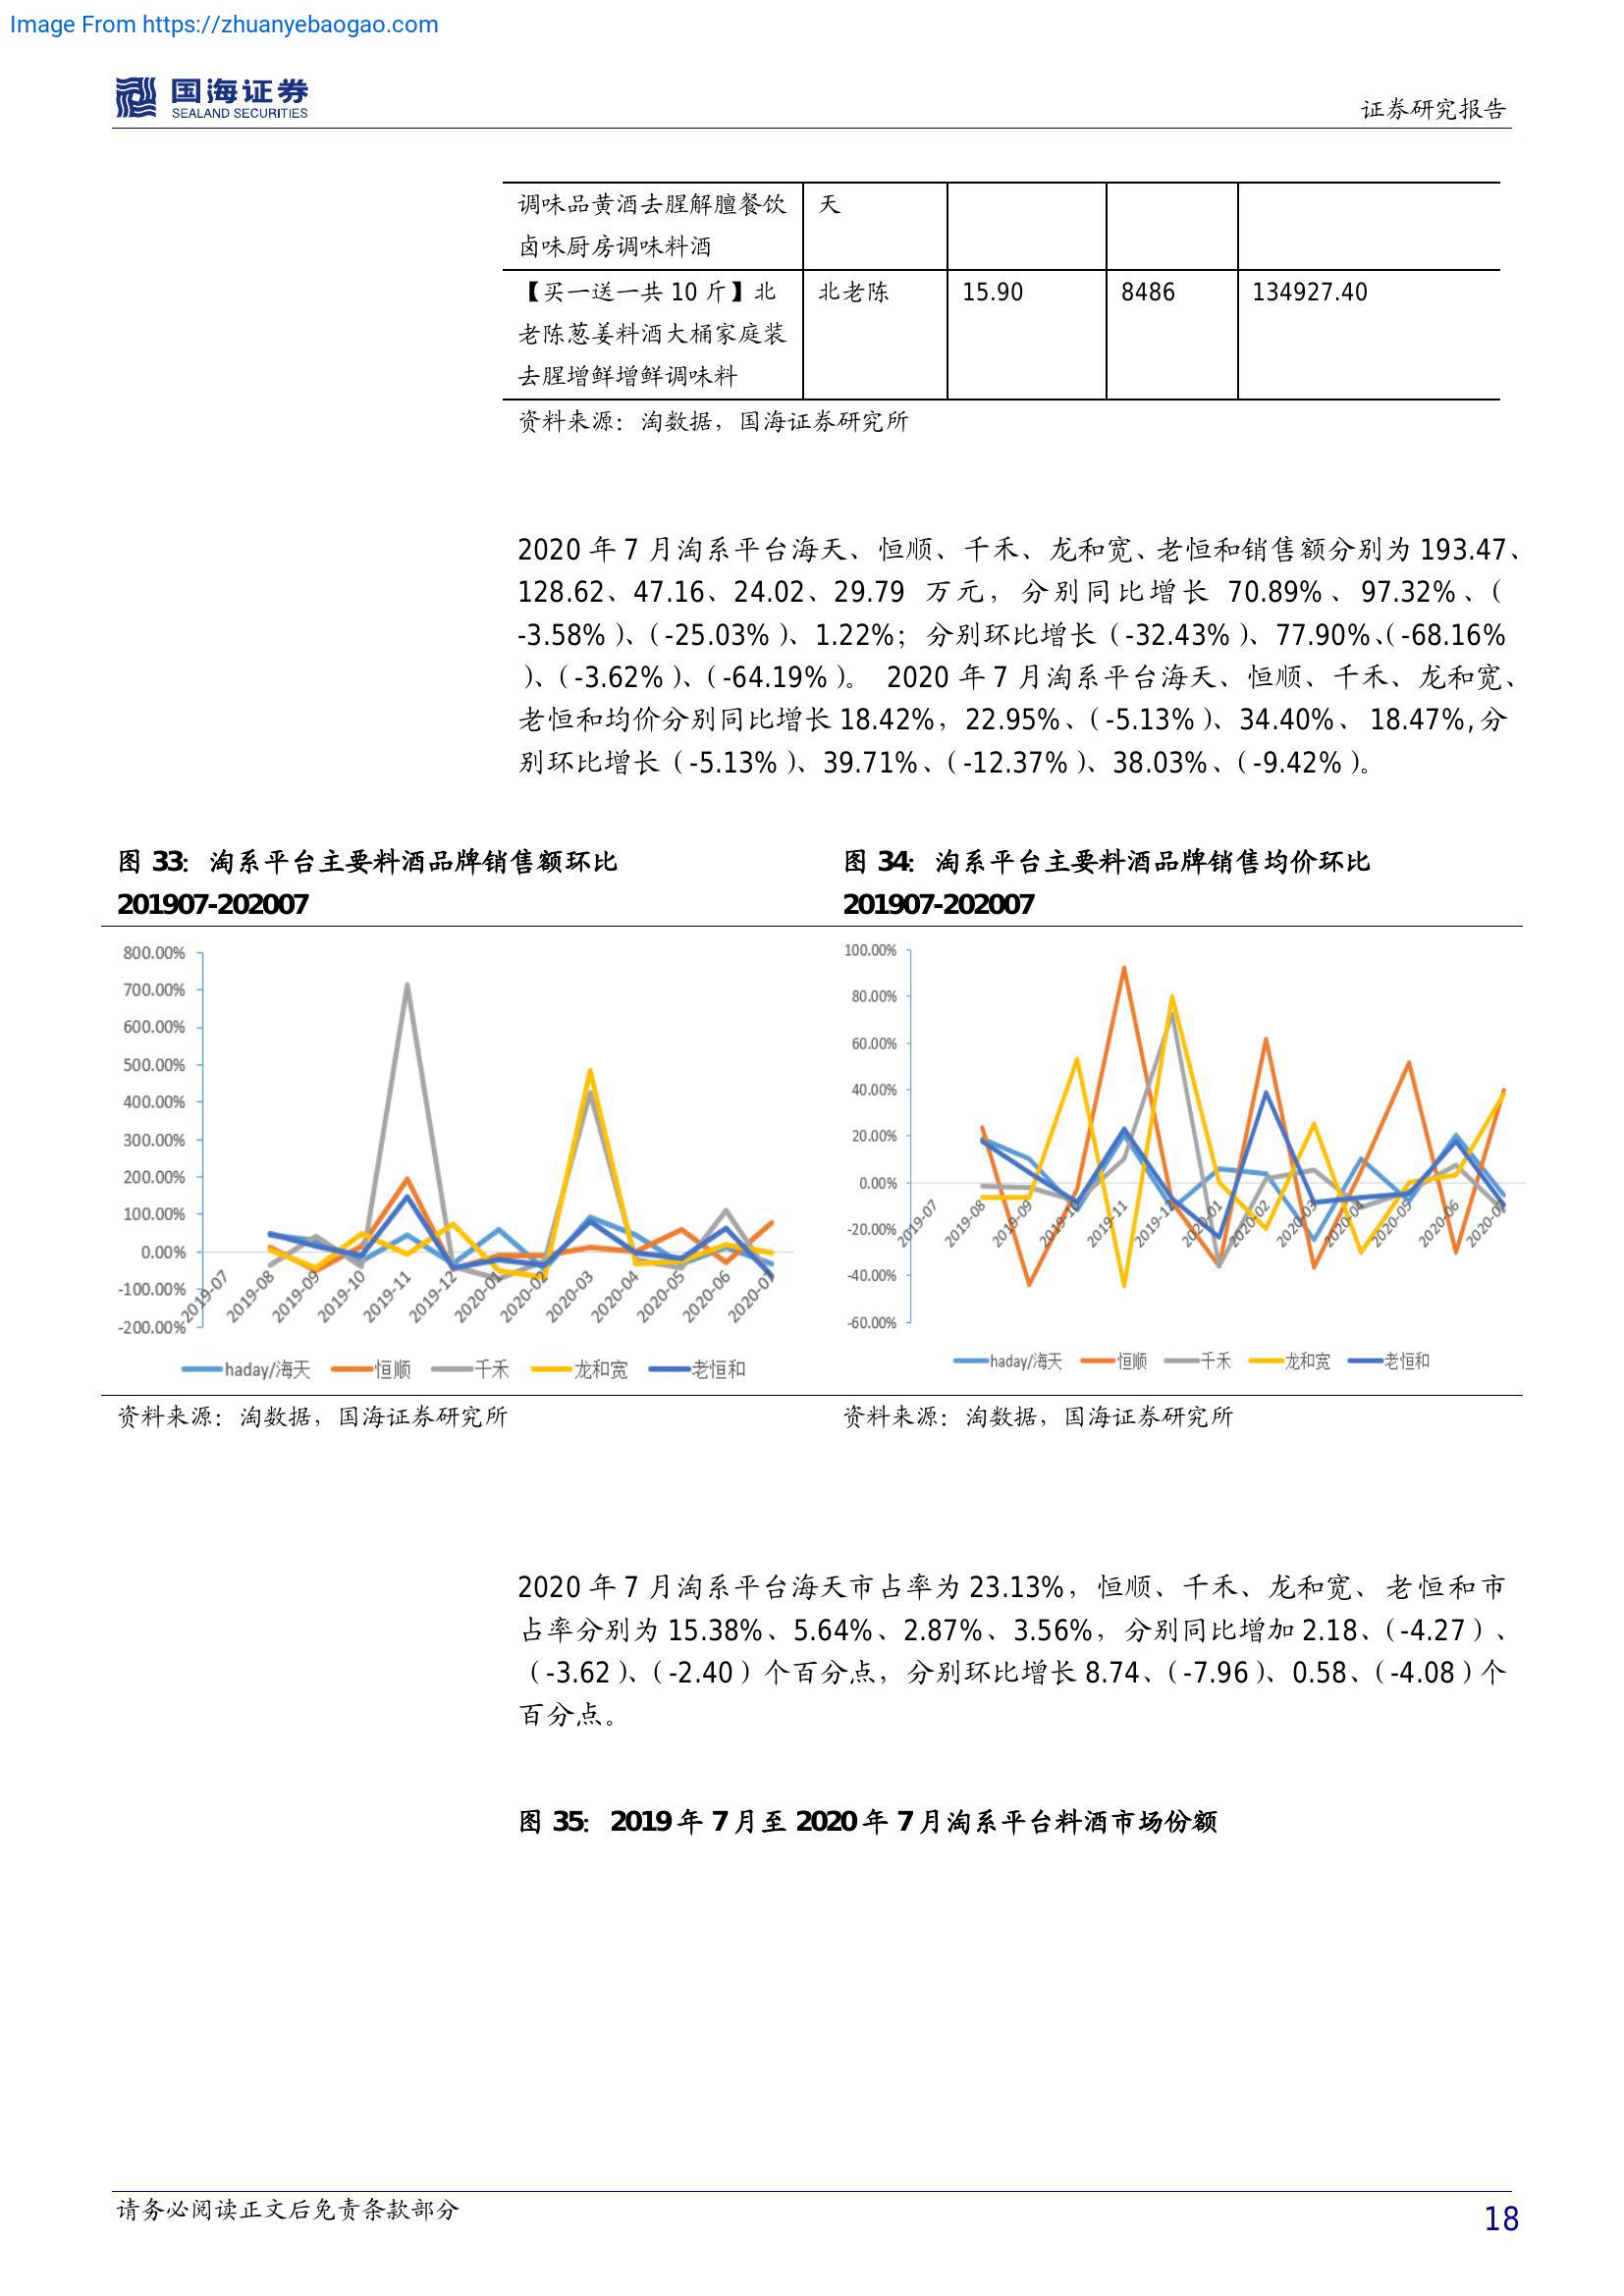 Image From https://zhuanyebaogao.com
国海证券
SEALAND SECURITIES
证券研究报告
调味品黄酒去腥解膻餐饮 天
卤味厨房调味料酒
【买一送一共 10 斤】北 北老陈 15.90 8486 134927.40
老陈葱姜料酒大桶家庭装
去腥增鲜增鲜调味料
资料来源：淘数据，国海证券研究所
2020 年 7 月淘系平台海天、恒顺、千禾、龙和宽、老恒和销售额分别为 193.47、
128.62、47.16、24.02、29.79 万元，分别同比增长 70.89%、97.32%、（
-3.58%）、（-25.03%）、1.22%；分别环比增长（-32.43%）、77.90%、（-68.16%
）、（-3.62%）、（-64.19%）。 2020 年 7 月淘系平台海天、恒顺、千禾、龙和宽、
老恒和均价分别同比增长 18.42%，22.95%、（-5.13%）、34.40%、 18.47%,分
别环比增长（-5.13%）、39.71%、（-12.37%）、38.03%、（-9.42%）。
图 33：淘系平台主要料酒品牌销售额环比
201907-202007
图 34：淘系平台主要料酒品牌销售均价环比
201907-202007
800.00%
700.00%
600.00%
500.00%
400.00%
300.00%
200.00%
100.00%
0.00%
-100.00%
-200.00%
2019-07
2019-08
2019-09
2019-10
2019-11
2019-12
2020-01
2020-02
2020-03
2020-04
2020-05
2020-06
2020-07
haday/海天 恒顺 千禾 龙和宽 老恒和
100.00%
80.00%
60.00%
40.00%
20.00%
0.00%
-20.00%
-40.00%
-60.00%
2019-07
2019-08
2019-09
2019-10
2019-11
2019-12
2020-01
2020-02
2020-03
2020-04
2020-05
2020-06
2020-07
haday/海天 恒顺 千禾 龙和宽 老恒和
资料来源：淘数据，国海证券研究所
资料来源：淘数据，国海证券研究所
2020 年 7 月淘系平台海天市占率为 23.13%，恒顺、千禾、龙和宽、老恒和市
占率分别为 15.38%、5.64%、2.87%、3.56%，分别同比增加 2.18、（-4.27）、
（-3.62）、（-2.40）个百分点，分别环比增长 8.74、（-7.96）、0.58、（-4.08）个
百分点。
图 35：2019 年 7 月至 2020 年 7 月淘系平台料酒市场份额
请务必阅读正文后免责条款部分
18